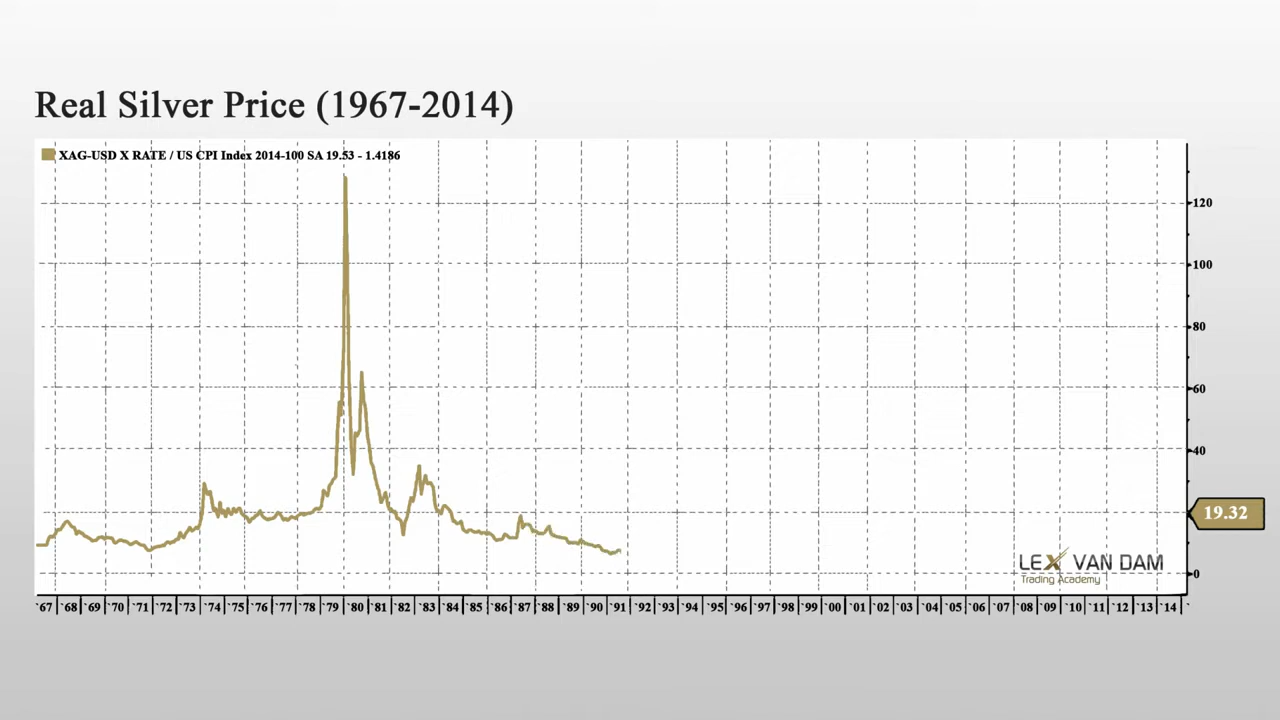 Real Silver Price (1967-2014)
XAG-USD X RATE / US CPI Index 2014-100 SA 19.53 - 1.4186
120
100
80
60
40
19.32
0
LEX VAN DAM
Trading Academy
`67 `68 `69 `70 `71 `72 `73 `74 `75 `76 `77 `78 `79 `80 `81 `82 `83 `84 `85 `86 `87 `88 `89 `90 `91 `92 `93 `94 `95 `96 `97 `98 `99 `00 `01 `02 `03 `04 `05 `06 `07 `08 `09 `10 `11 `12 `13 `14 `